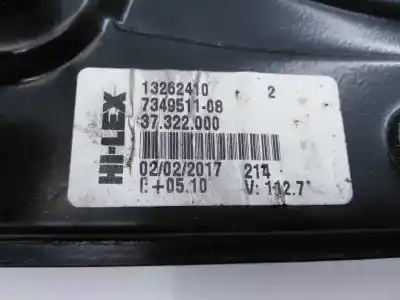 HI-LEX
13262410 2
7349511-08
37.322.000
02/02/2017 214
+05.10 V: 112.7°